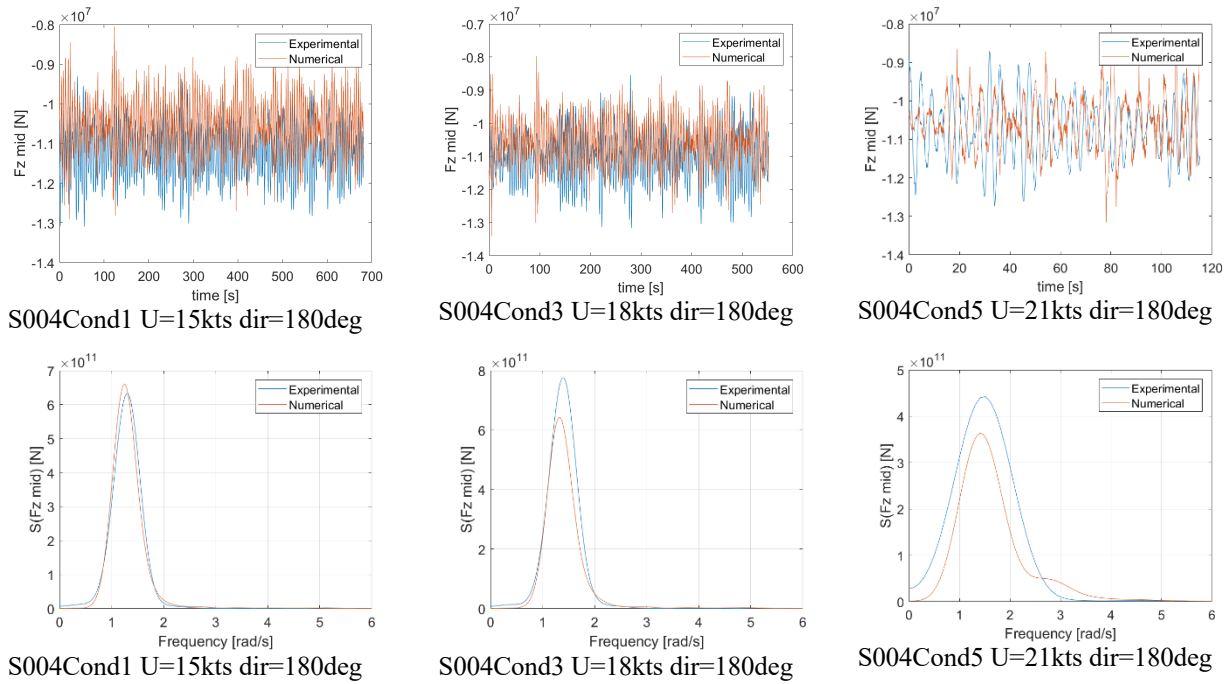 ×10⁷
-0.8
-0.9
-1
-1.1
-1.2
-1.3
-1.4
Fz mid [N]
0 100 200 300 400 500 600 700
time [s]
Experimental
Numerical
S004Cond1 U=15kts dir=180deg
×10⁷
-0.7
-0.8
-0.9
-1
-1.1
-1.2
-1.3
-1.4
Fz mid [N]
0 100 200 300 400 500 600
time [s]
Experimental
Numerical
S004Cond3 U=18kts dir=180deg
×10⁷
-0.8
-0.9
-1
-1.1
-1.2
-1.3
-1.4
Fz mid [N]
0 20 40 60 80 100 120
time [s]
Experimental
Numerical
S004Cond5 U=21kts dir=180deg
×10¹¹
7
6
5
4
3
2
1
0
S(Fz mid) [N]
0 1 2 3 4 5 6
Frequency [rad/s]
Experimental
Numerical
S004Cond1 U=15kts dir=180deg
×10¹¹
8
6
4
2
0
S(Fz mid) [N]
0 1 2 3 4 5 6
Frequency [rad/s]
Experimental
Numerical
S004Cond3 U=18kts dir=180deg
×10¹¹
5
4
3
2
1
0
S(Fz mid) [N]
0 1 2 3 4 5 6
Frequency [rad/s]
Experimental
Numerical
S004Cond5 U=21kts dir=180deg